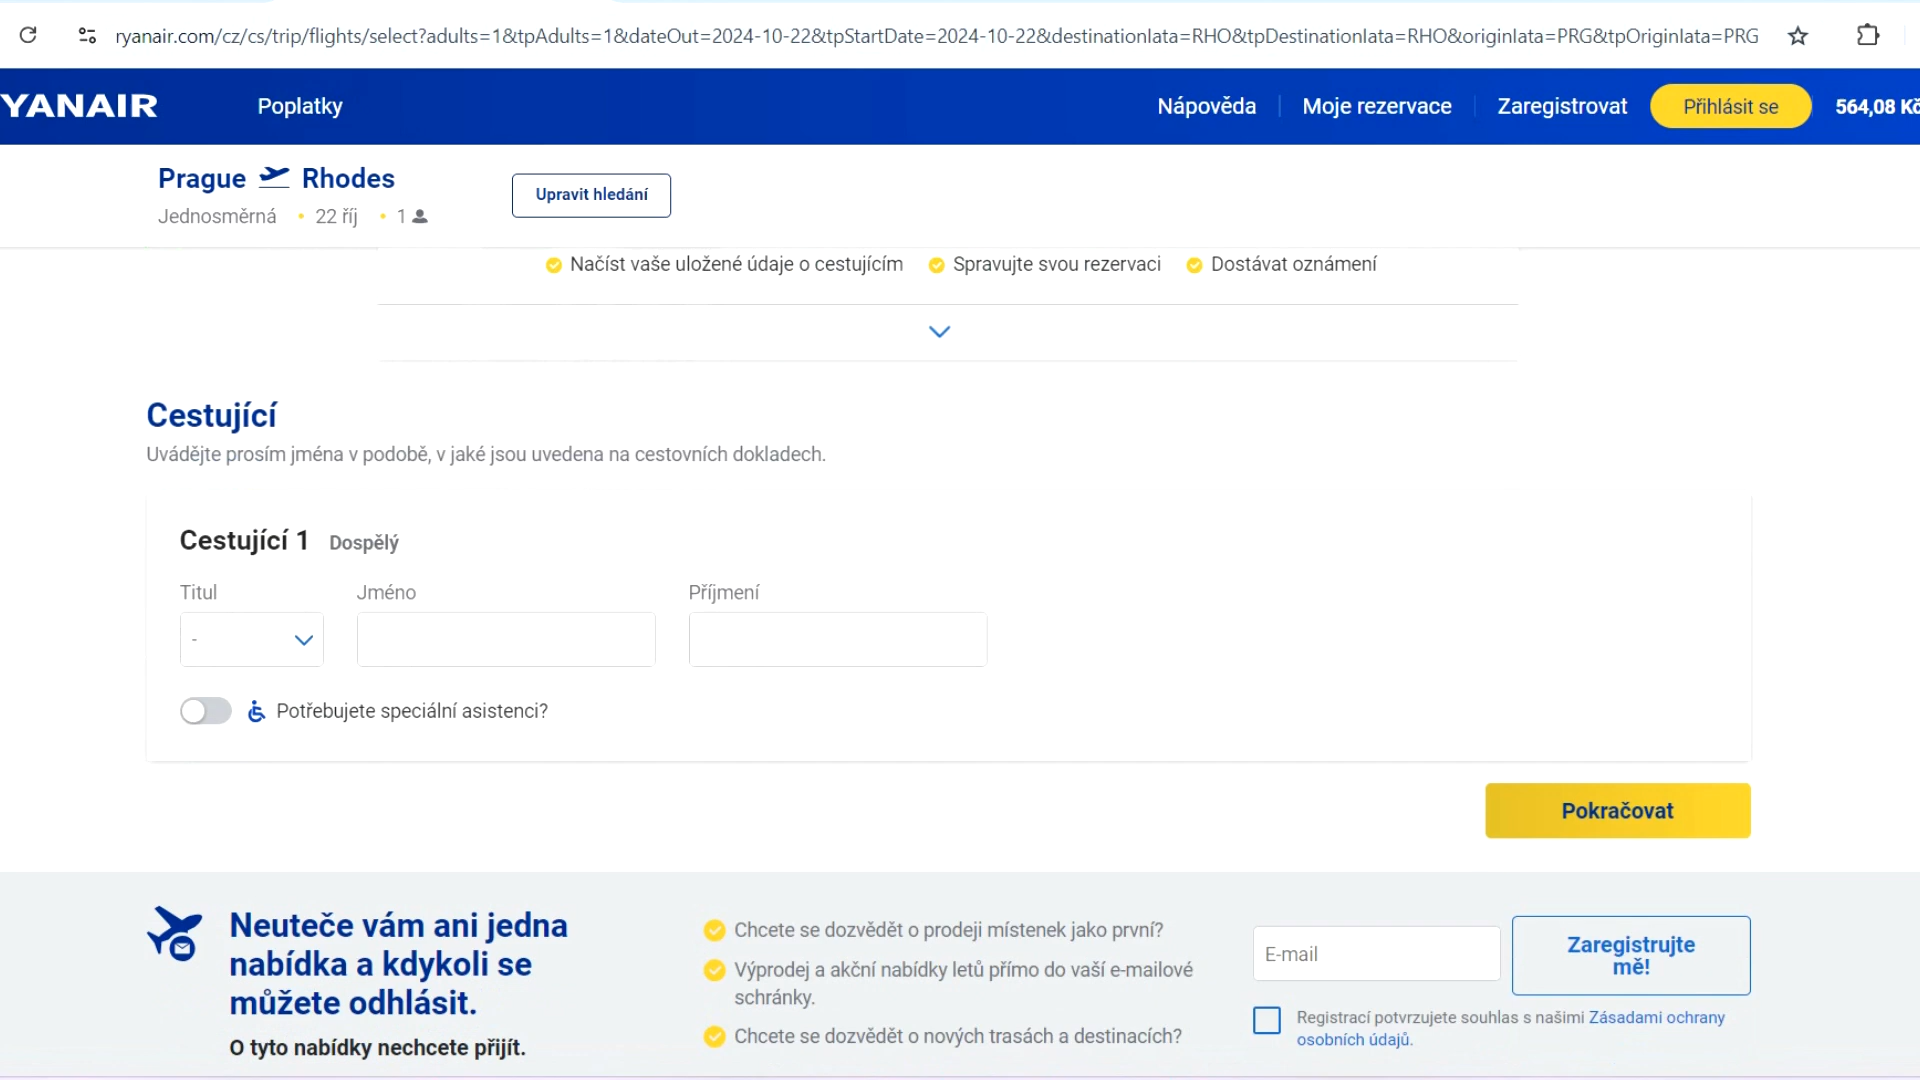 ryanair.com/cz/cs/trip/flights/select?adults=1&tpAdults=1&dateOut=2024-10-22&tpStartDate=2024-10-22&destinationIata=RHO&tpDestinationIata=RHO&originIata=PRG&tpOriginIata=PRG
YANAIR
Poplatky
Nápověda
Moje rezervace
Zaregistrovat
Přihlásit se
564,08 Kč
Prague Rhodes
Jednosměrná • 22 říj • 1
Upravit hledání
Načíst vaše uložené údaje o cestujícím
Spravujte svou rezervaci
Dostávat oznámení
Cestující
Uvádějte prosím jména v podobě, v jaké jsou uvedena na cestovních dokladech.
Cestující 1 Dospělý
Titul
Jméno
Příjmení
-
Potřebujete speciální asistenci?
Pokračovat
Neuteče vám ani jedna
nabídka a kdykoli se
můžete odhlásit.
O tyto nabídky nechcete přijít.
Chcete se dozvědět o prodeji místenek jako první?
Výprodej a akční nabídky letů přímo do vaší e-mailové
schránky.
Chcete se dozvědět o nových trasách a destinacích?
E-mail
Zaregistrujte
mě!
Registrací potvrzujete souhlas s našimi Zásadami ochrany
osobních údajů.